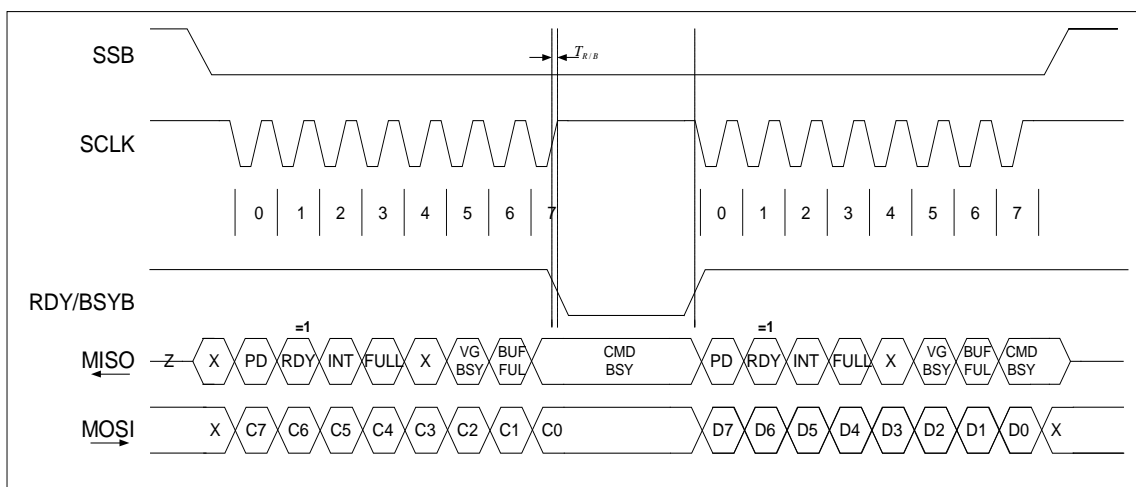 SSB
T R/B
SCLK
0 1 2 3 4 5 6 7 0 1 2 3 4 5 6 7
RDY/BSYB
=1 =1
MISO Z X PD RDY INT FULL X VG BSY BUF FUL CMD BSY PD RDY INT FULL X VG BSY BUF FUL CMD BSY
MOSI X C7 C6 C5 C4 C3 C2 C1 C0 D7 D6 D5 D4 D3 D2 D1 D0 X